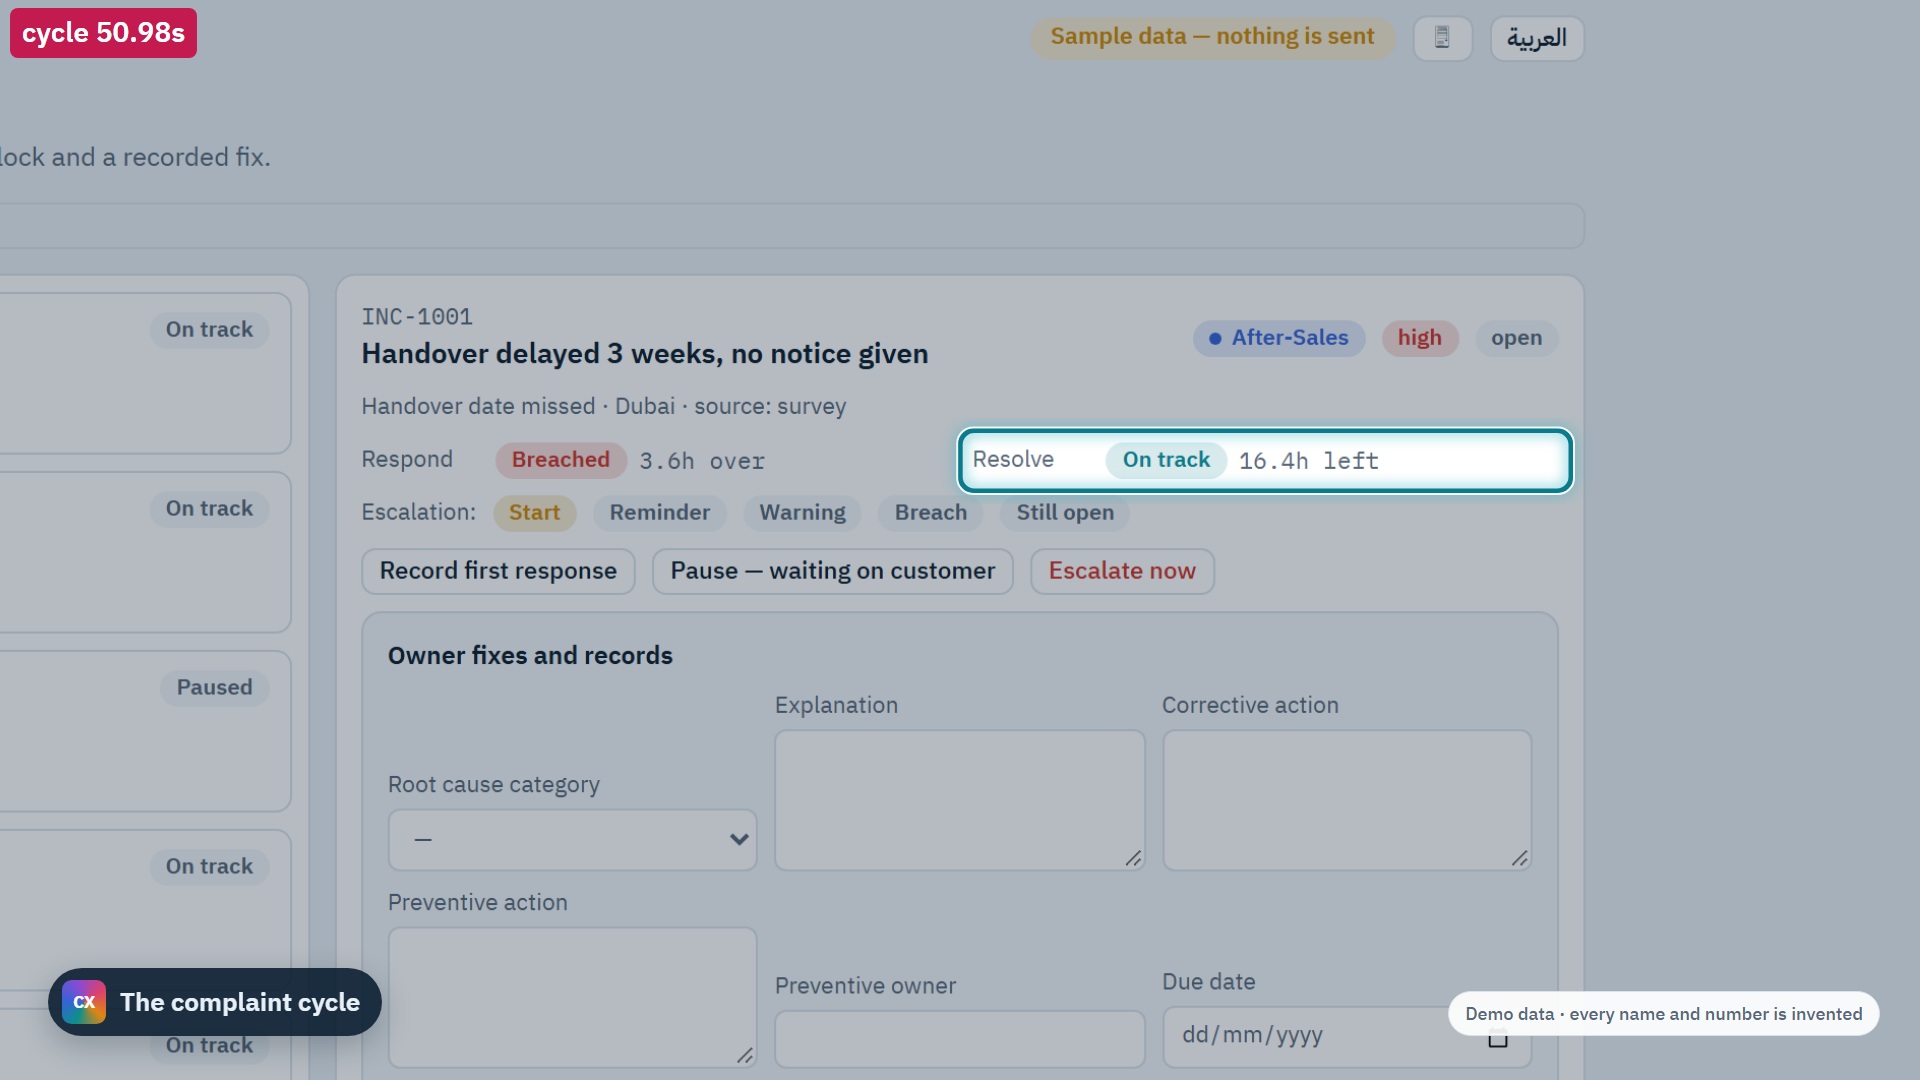 cycle 50.98s
Sample data — nothing is sent
العربية
lock and a recorded fix.
On track
On track
Paused
On track
On track
INC-1001
Handover delayed 3 weeks, no notice given
After-Sales
high
open
Handover date missed · Dubai · source: survey
Respond Breached 3.6h over
Resolve On track 16.4h left
Escalation: Start Reminder Warning Breach Still open
Record first response
Pause — waiting on customer
Escalate now
Owner fixes and records
Root cause category
—
Explanation
Corrective action
Preventive action
Preventive owner
Due date
dd/mm/yyyy
CX The complaint cycle
Demo data · every name and number is invented